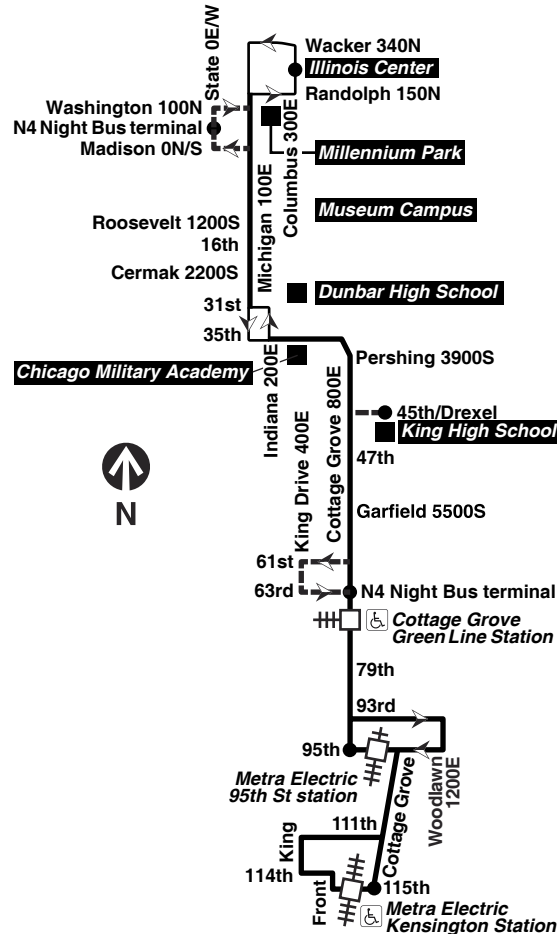 Wacker 340N
State 0E/W
Illinois Center
Randolph 150N
Washington 100N
N4 Night Bus terminal
Madison 0N/S
Columbus 300E
Millennium Park
Michigan 100E
Museum Campus
Roosevelt 1200S
16th
Cermak 2200S
Dunbar High School
31st
35th
Indiana 200E
Pershing 3900S
Chicago Military Academy
Cottage Grove 800E
45th/Drexel
King High School
King Drive 400E
47th
N
Garfield 5500S
61st
63rd
N4 Night Bus terminal
Cottage Grove
Green Line Station
79th
93rd
95th
Metra Electric
95th St station
Woodlawn
1200E
Cottage Grove
111th
King
114th
Front
115th
Metra Electric
Kensington Station